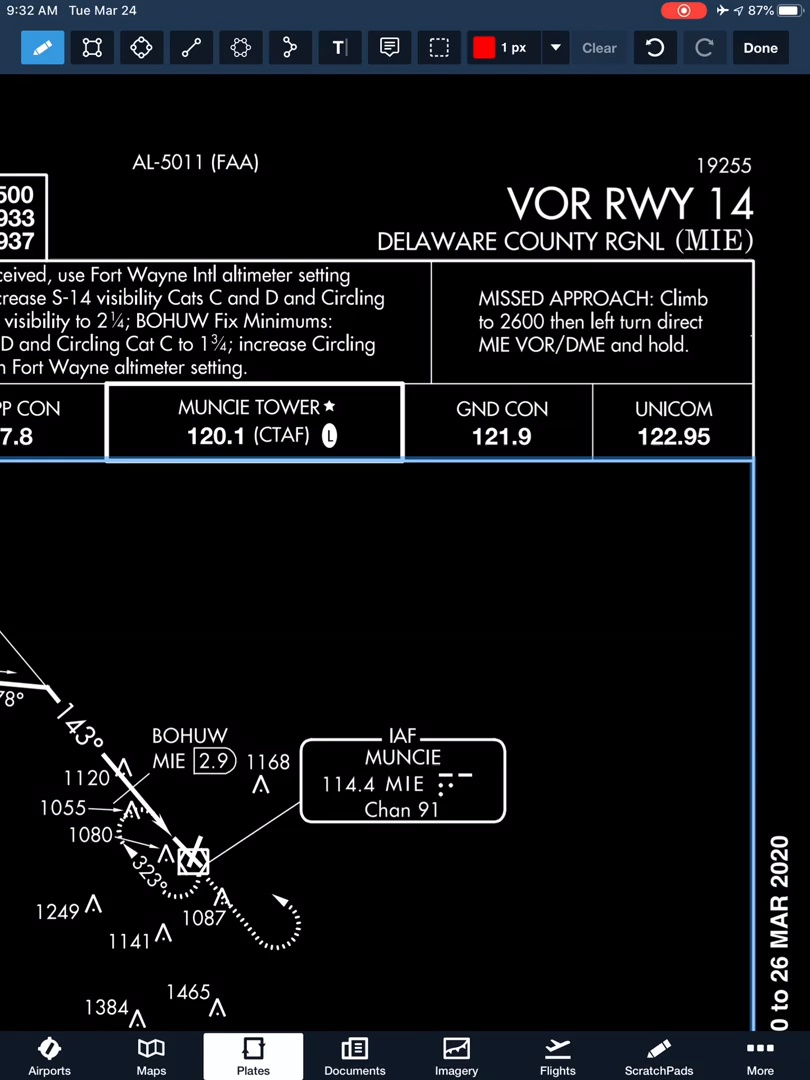 9:32 AM Tue Mar 24 87%
T 1 px Clear Done
AL-5011 (FAA) 19255
500
933
937
VOR RWY 14
DELAWARE COUNTY RGNL (MIE)
ceived, use Fort Wayne Intl altimeter setting
crease S-14 visibility Cats C and D and Circling
visibility to 2¼; BOHUW Fix Minimums:
D and Circling Cat C to 1¾; increase Circling
n Fort Wayne altimeter setting.
MISSED APPROACH: Climb
to 2600 then left turn direct
MIE VOR/DME and hold.
PP CON
7.8
MUNCIE TOWER★
120.1 (CTAF) L
GND CON
121.9
UNICOM
122.95
78°
143°
BOHUW
MIE 2.9
1168
1120
1055
1080
323°
IAF
MUNCIE
114.4 MIE
Chan 91
1249
1087
1141
1465
1384
0 to 26 MAR 2020
Airports Maps Plates Documents Imagery Flights ScratchPads More